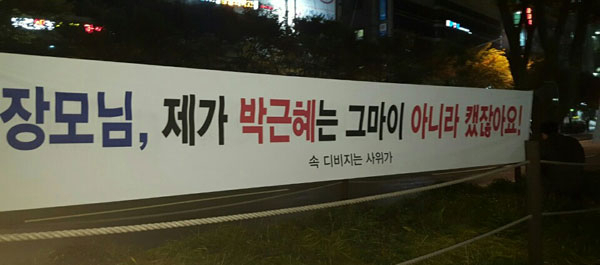 장모님, 제가 박근혜는 그마이 아니라 캤잖아요!
속 디비지는 사위가